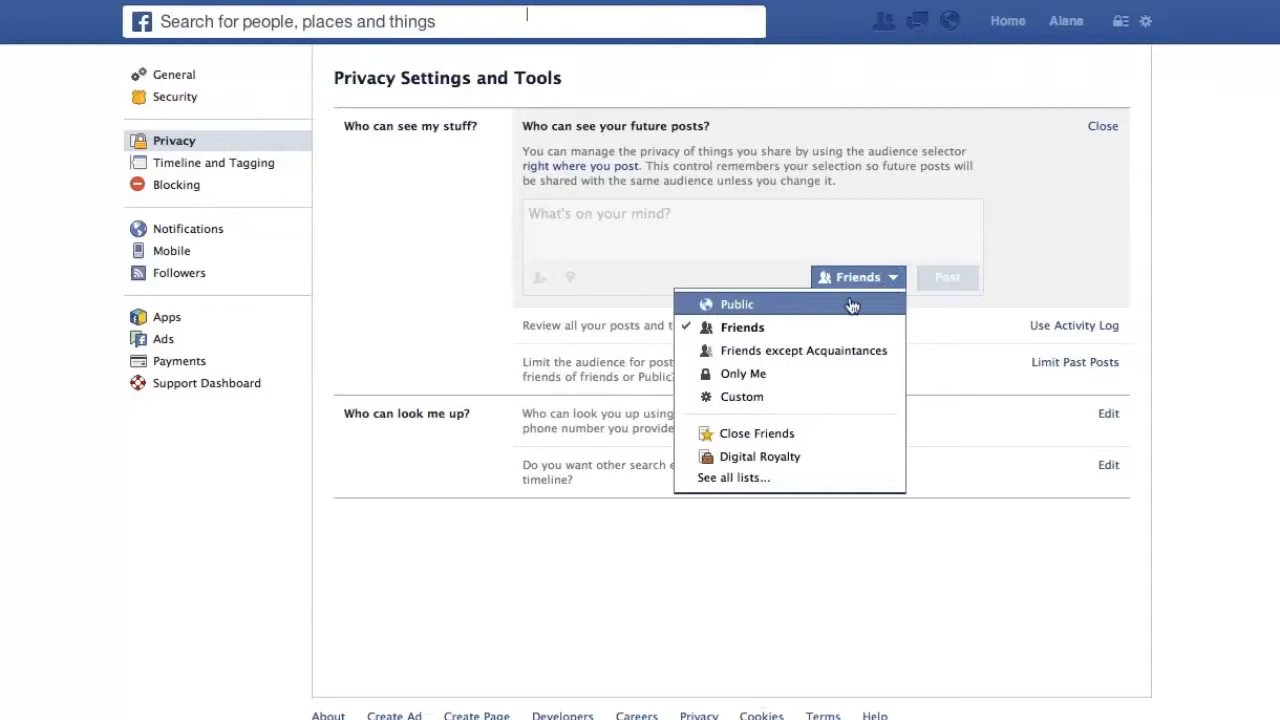 Search for people, places and things
Home
Alana
General
Security
Privacy
Timeline and Tagging
Blocking
Notifications
Mobile
Followers
Apps
Ads
Payments
Support Dashboard
Privacy Settings and Tools
Who can see my stuff?
Who can see your future posts?
Close
You can manage the privacy of things you share by using the audience selector
right where you post. This control remembers your selection so future posts will
be shared with the same audience unless you change it.
What's on your mind?
Friends
Post
Public
Friends
Friends except Acquaintances
Only Me
Custom
Close Friends
Digital Royalty
See all lists...
Review all your posts and t
Use Activity Log
Limit the audience for post
friends of friends or Public?
Limit Past Posts
Who can look me up?
Who can look you up using
phone number you provide
Edit
Do you want other search e
timeline?
Edit
About
Create Ad
Create Page
Developers
Careers
Privacy
Cookies
Terms
Help